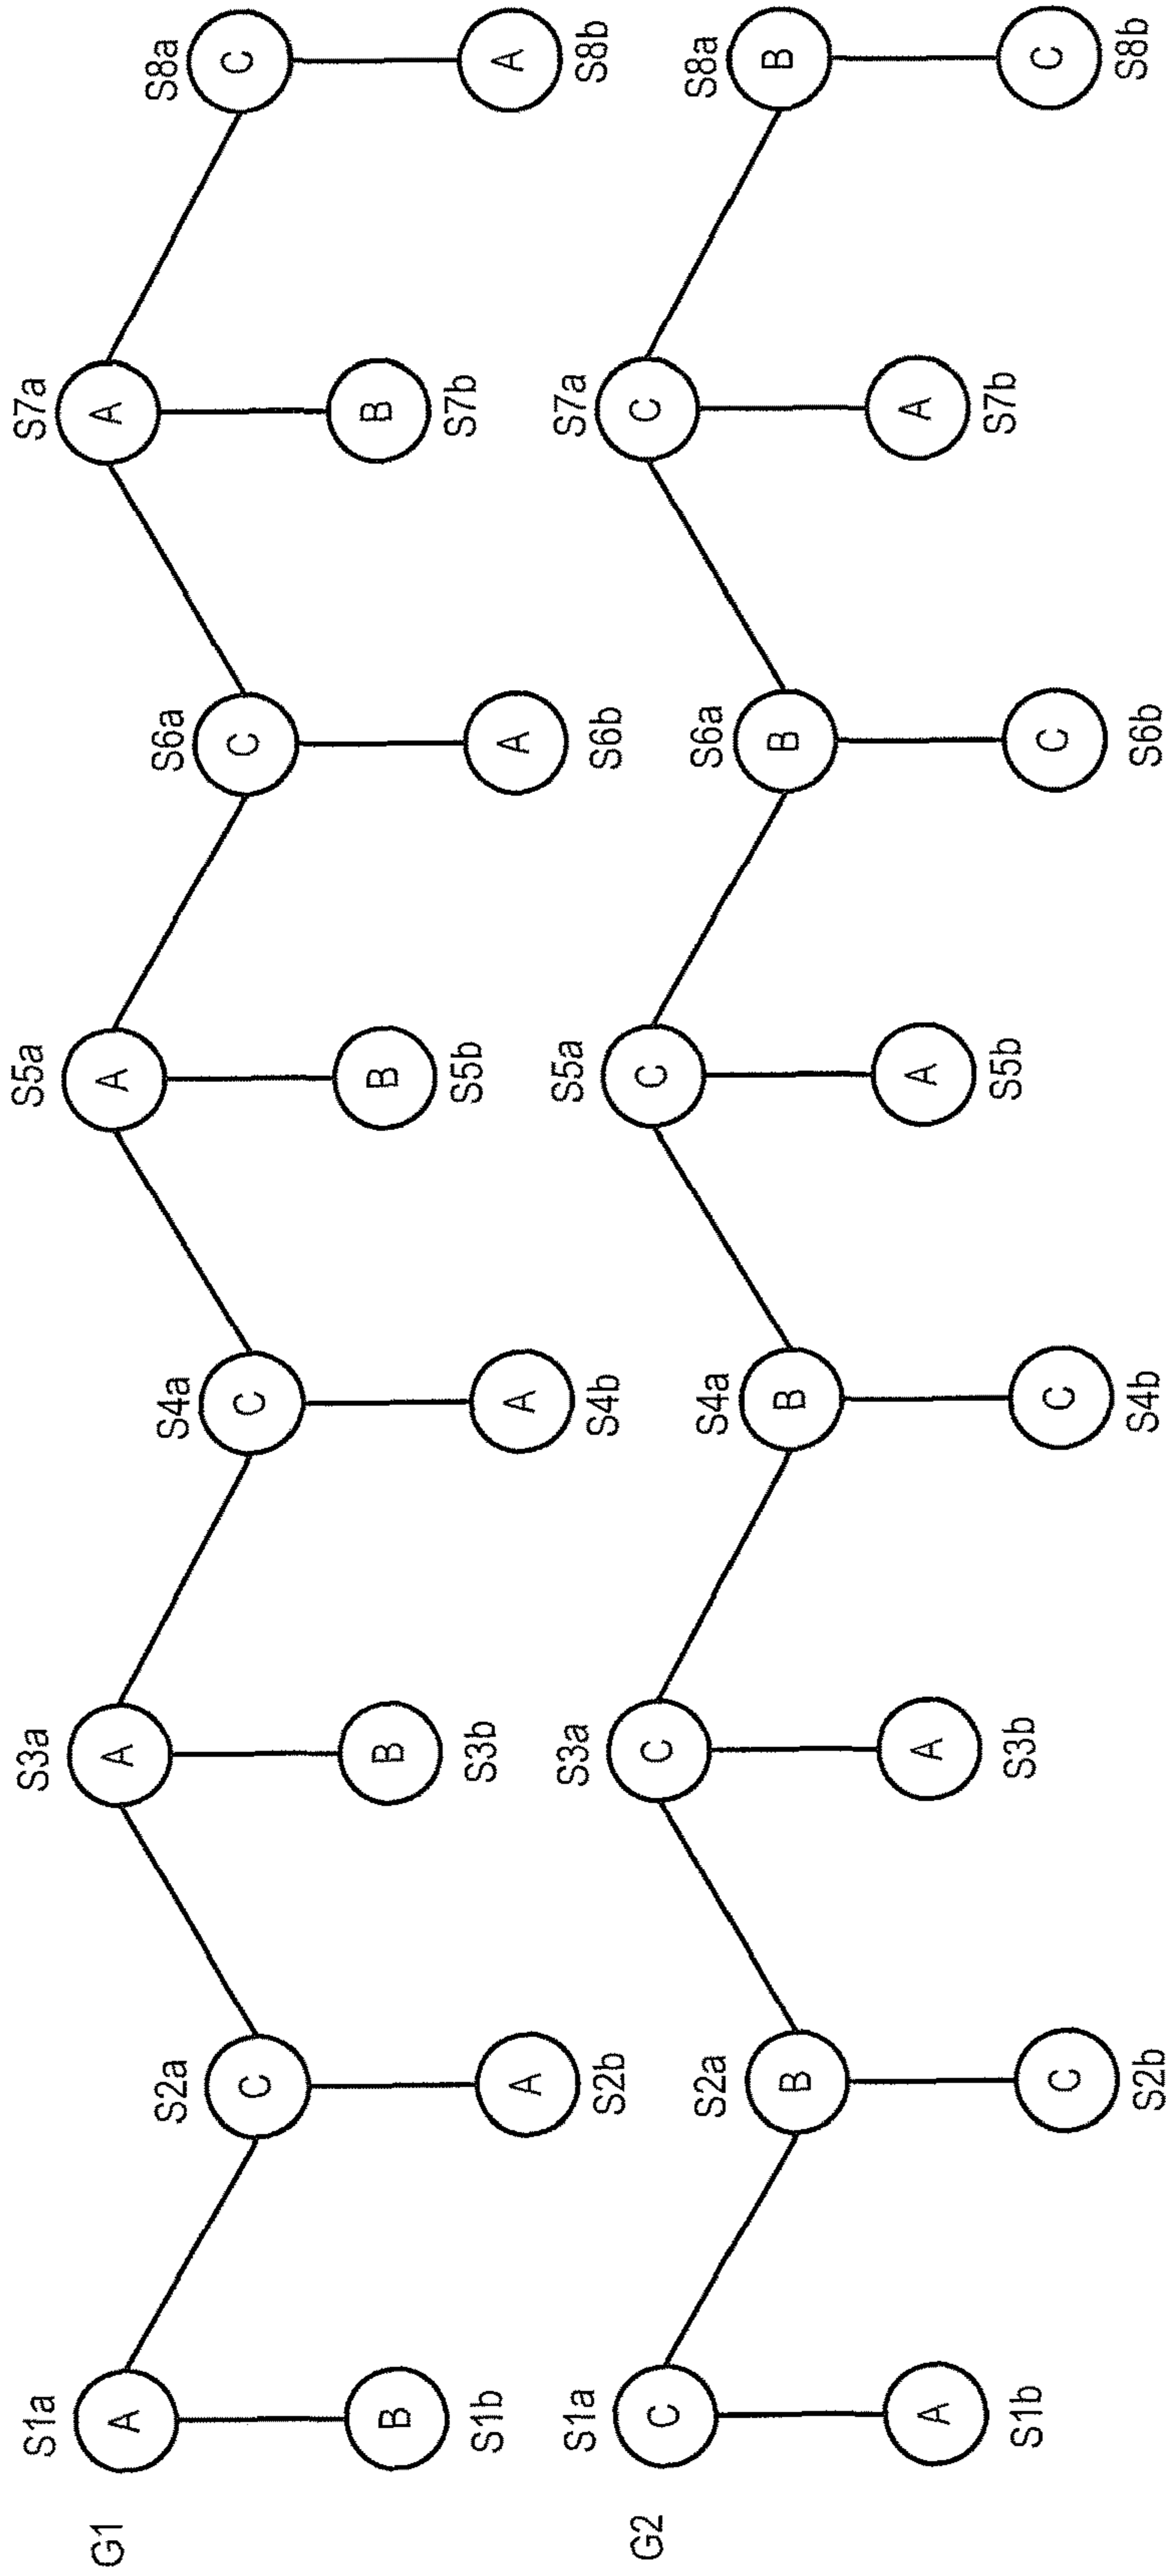 G1
S1a S2a S3a S4a S5a S6a S7a S8a
A C A C A C A C
B A B A B A B A
S1b S2b S3b S4b S5b S6b S7b S8b
G2
S1a S2a S3a S4a S5a S6a S7a S8a
C B C B C B C B
A C A C A C A C
S1b S2b S3b S4b S5b S6b S7b S8b